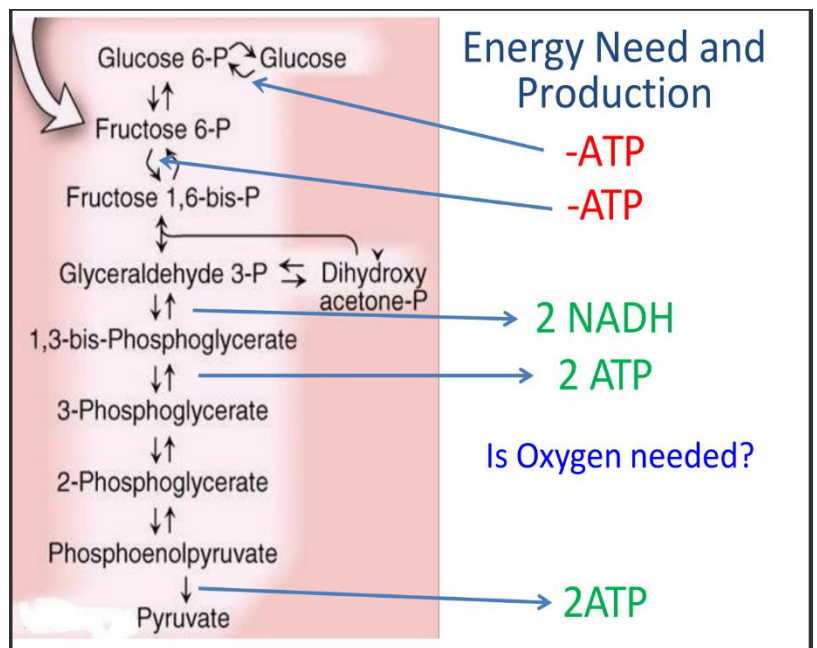 Glucose 6-P Glucose
Fructose 6-P
Fructose 1,6-bis-P
Glyceraldehyde 3-P Dihydroxy
acetone-P
1,3-bis-Phosphoglycerate
3-Phosphoglycerate
2-Phosphoglycerate
Phosphoenolpyruvate
Pyruvate
Energy Need and
Production
-ATP
-ATP
2 NADH
2 ATP
Is Oxygen needed?
2ATP